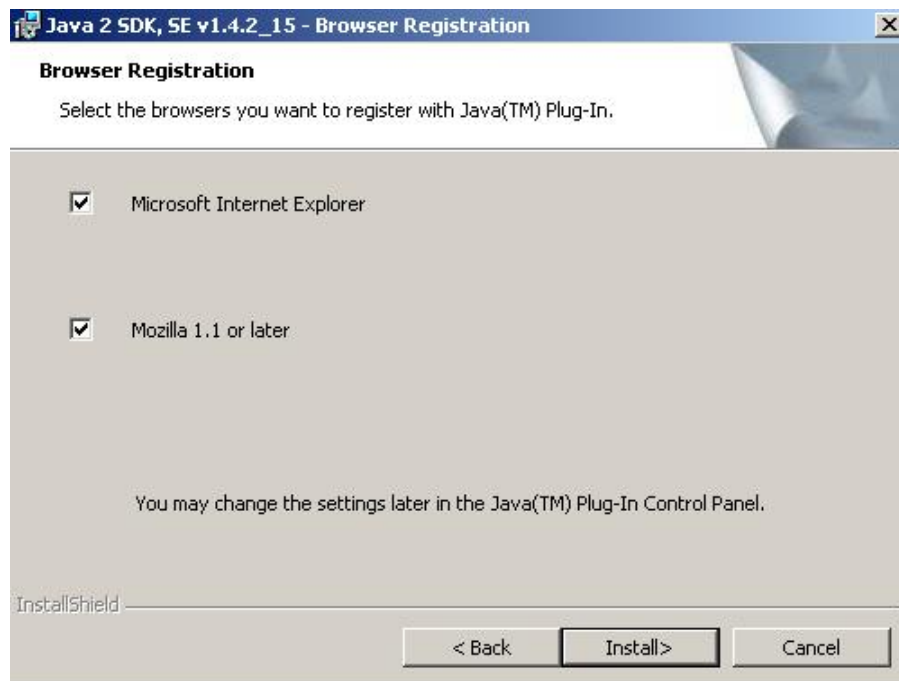 Java 2 SDK, SE v1.4.2_15 - Browser Registration
Browser Registration
Select the browsers you want to register with Java(TM) Plug-In.
Microsoft Internet Explorer
Mozilla 1.1 or later
You may change the settings later in the Java(TM) Plug-In Control Panel.
InstallShield
< Back Install> Cancel